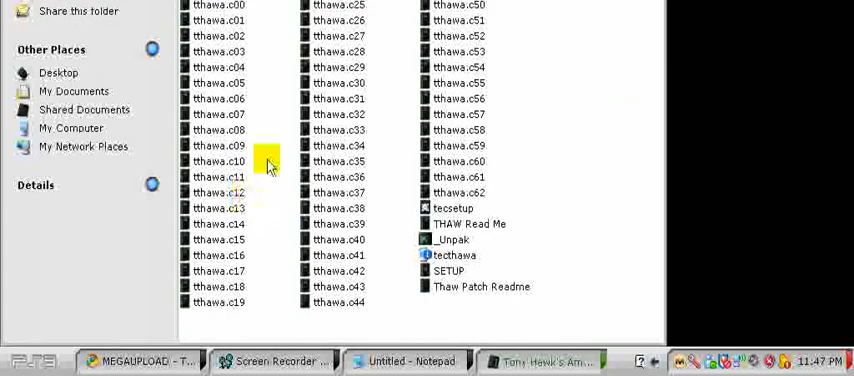 Share this folder
Other Places
Desktop
My Documents
Shared Documents
My Computer
My Network Places
Details
tthawa.c00
tthawa.c01
tthawa.c02
tthawa.c03
tthawa.c04
tthawa.c05
tthawa.c06
tthawa.c07
tthawa.c08
tthawa.c09
tthawa.c10
tthawa.c11
tthawa.c12
tthawa.c13
tthawa.c14
tthawa.c15
tthawa.c16
tthawa.c17
tthawa.c18
tthawa.c19
tthawa.c25
tthawa.c26
tthawa.c27
tthawa.c28
tthawa.c29
tthawa.c30
tthawa.c31
tthawa.c32
tthawa.c33
tthawa.c34
tthawa.c35
tthawa.c36
tthawa.c37
tthawa.c38
tthawa.c39
tthawa.c40
tthawa.c41
tthawa.c42
tthawa.c43
tthawa.c44
tthawa.c50
tthawa.c51
tthawa.c52
tthawa.c53
tthawa.c54
tthawa.c55
tthawa.c56
tthawa.c57
tthawa.c58
tthawa.c59
tthawa.c60
tthawa.c61
tthawa.c62
tecsetup
THAW Read Me
_Unpak
tecthawa
SETUP
Thaw Patch Readme
PS3
MEGAUPLOAD - T...
Screen Recorder ...
Untitled - Notepad
Tony Hawk's Am...
11:47 PM